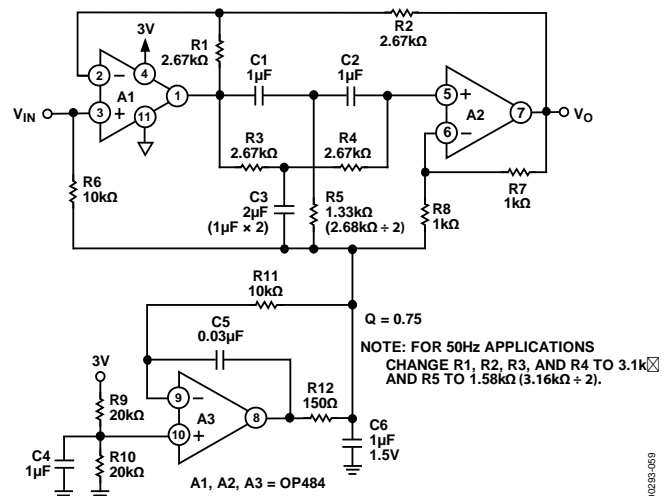 R2
2.67kΩ
3V
R1
2.67kΩ
C1
1µF
C2
1µF
2
−
4
A1
1
5
+
A2
7
VO
VIN
3
+
11
6
−
R3
2.67kΩ
R4
2.67kΩ
R7
1kΩ
R6
10kΩ
C3
2µF
(1µF × 2)
R5
1.33kΩ
(2.68kΩ ÷ 2)
R8
1kΩ
R11
10kΩ
C5
0.03µF
Q = 0.75
NOTE: FOR 50Hz APPLICATIONS
CHANGE R1, R2, R3, AND R4 TO 3.1k
AND R5 TO 1.58kΩ (3.16kΩ ÷ 2).
3V
R9
20kΩ
9
−
A3
8
R12
150Ω
10
+
C4
1µF
R10
20kΩ
C6
1µF
1.5V
A1, A2, A3 = OP484
00293-059